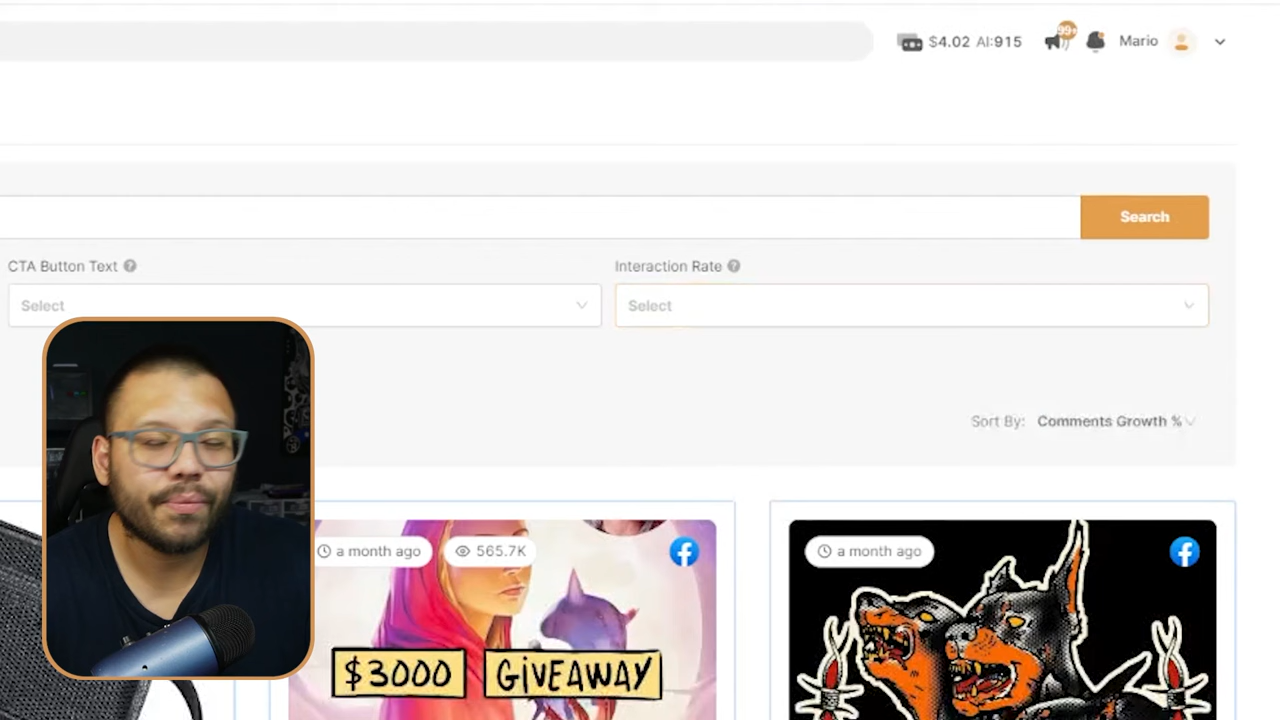 $4.02 AI:915
99+
Mario
Search
CTA Button Text ?
Interaction Rate ?
Select
Select
Sort By: Comments Growth %
a month ago
565.7K
a month ago
$3000 GiVEAWAY